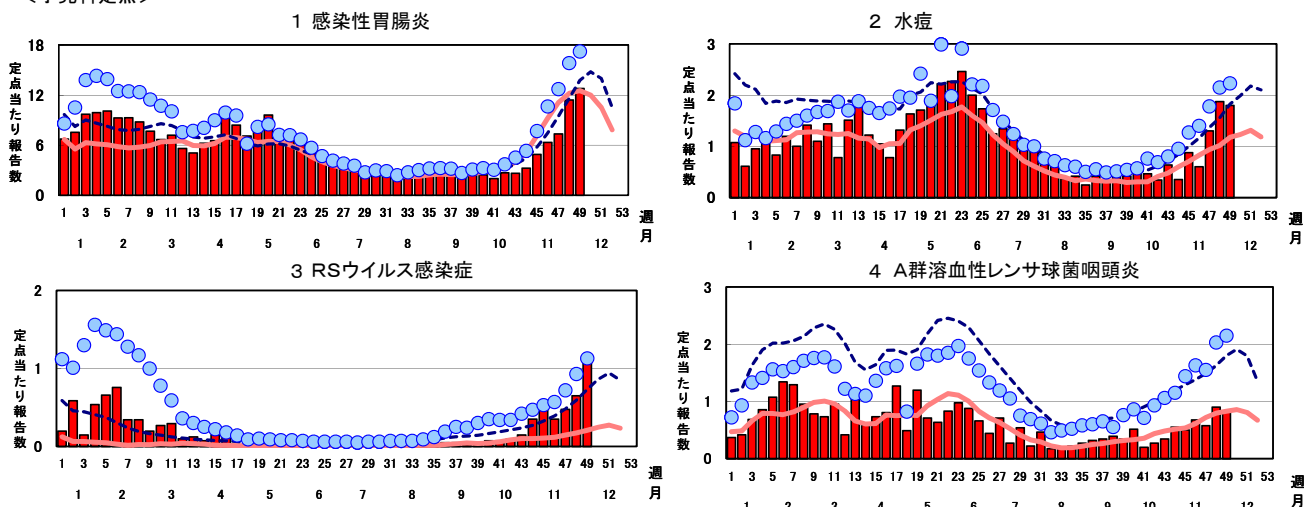 １ 感染性胃腸炎
定点当たり報告数
18
12
6
0
1 3 5 7 9 11 13 15 17 19 21 23 25 27 29 31 33 35 37 39 41 43 45 47 49 51 53 週
1 2 3 4 5 6 7 8 9 10 11 12 月
２ 水痘
定点当たり報告数
3
2
1
0
1 3 5 7 9 11 13 15 17 19 21 23 25 27 29 31 33 35 37 39 41 43 45 47 49 51 53 週
1 2 3 4 5 6 7 8 9 10 11 12 月
３ RSウイルス感染症
定点当たり報告数
2
1
0
1 3 5 7 9 11 13 15 17 19 21 23 25 27 29 31 33 35 37 39 41 43 45 47 49 51 53 週
1 2 3 4 5 6 7 8 9 10 11 12 月
４ A群溶血性レンサ球菌咽頭炎
定点当たり報告数
3
2
1
0
1 3 5 7 9 11 13 15 17 19 21 23 25 27 29 31 33 35 37 39 41 43 45 47 49 51 53 週
1 2 3 4 5 6 7 8 9 10 11 12 月